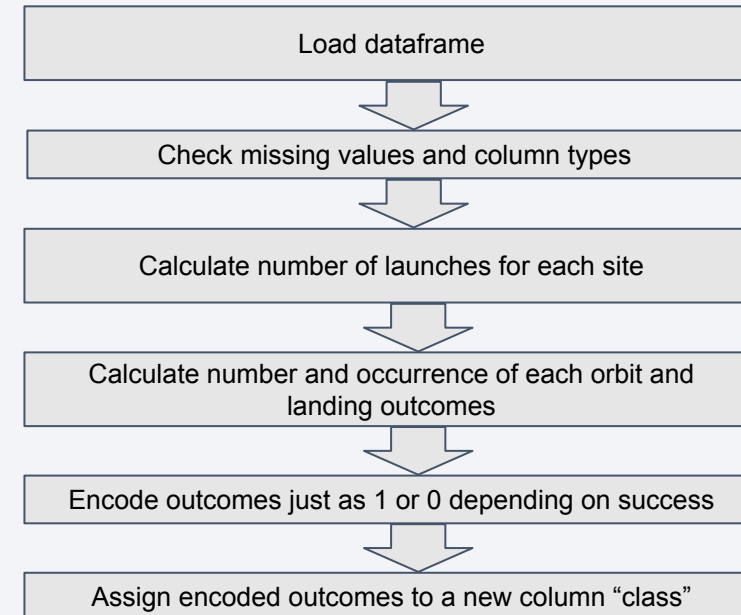 Load dataframe
Check missing values and column types
Calculate number of launches for each site
Calculate number and occurrence of each orbit and
landing outcomes
Encode outcomes just as 1 or 0 depending on success
Assign encoded outcomes to a new column “class”